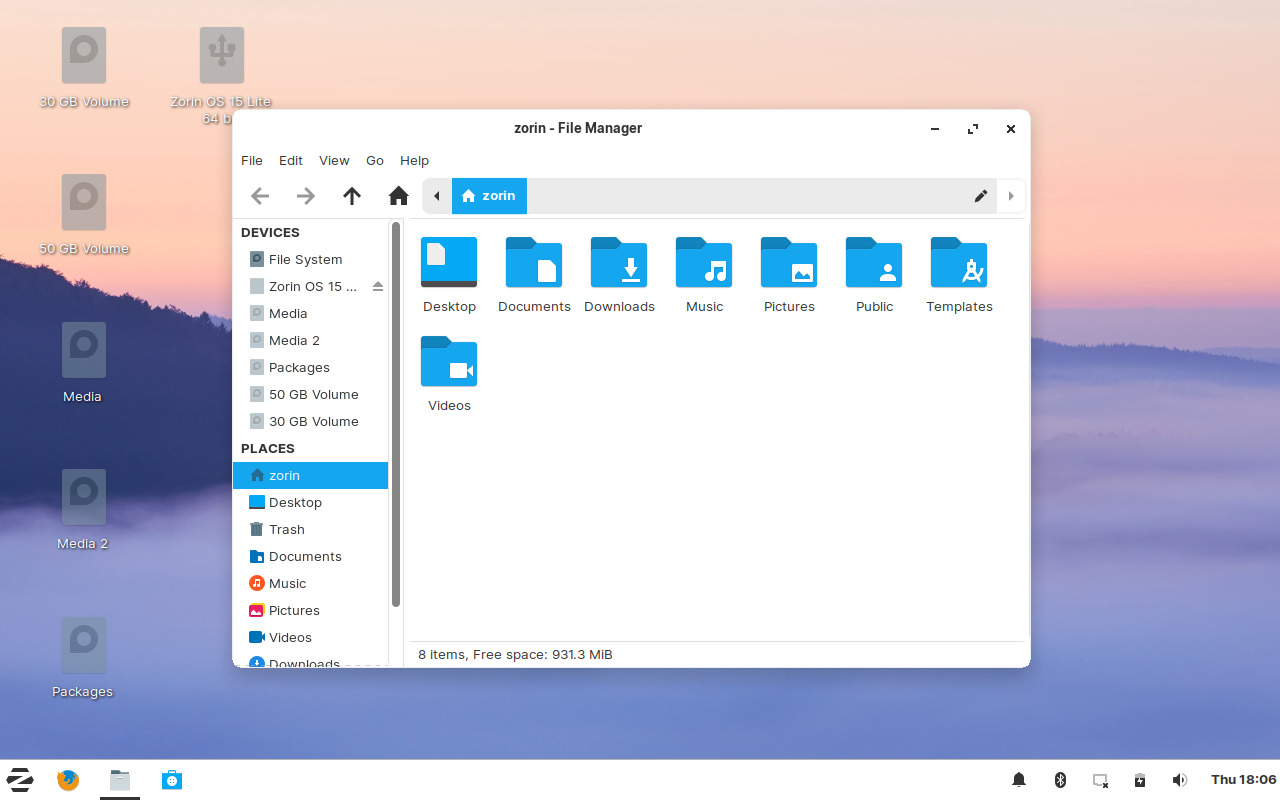 30 GB Volume
Zorin OS 15 Lite
64 b
50 GB Volume
Media
Media 2
Packages
zorin - File Manager
File Edit View Go Help
zorin
DEVICES
File System
Zorin OS 15 ...
Media
Media 2
Packages
50 GB Volume
30 GB Volume
PLACES
zorin
Desktop
Trash
Documents
Music
Pictures
Videos
Downloads
Desktop Documents Downloads Music Pictures Public Templates
Videos
8 items, Free space: 931.3 MiB
Thu 18:06